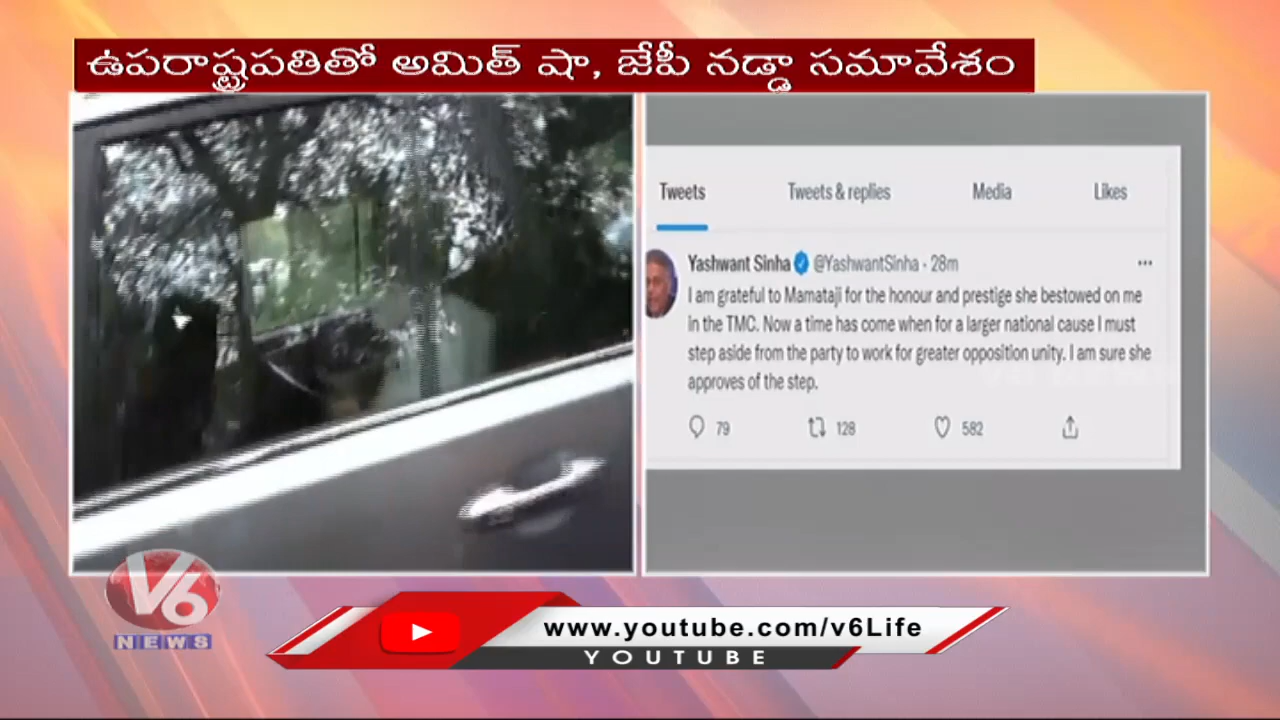 ఉపరాష్ట్రపతితో అమిత్ షా, జేపీ నడ్డా సమావేశం
Tweets Tweets & replies Media Likes
Yashwant Sinha @YashwantSinha · 28m
I am grateful to Mamataji for the honour and prestige she bestowed on me
in the TMC. Now a time has come when for a larger national cause I must
step aside from the party to work for greater opposition unity. I am sure she
approves of the step.
79 128 582
V6
NEWS
www.youtube.com/v6Life
YOUTUBE